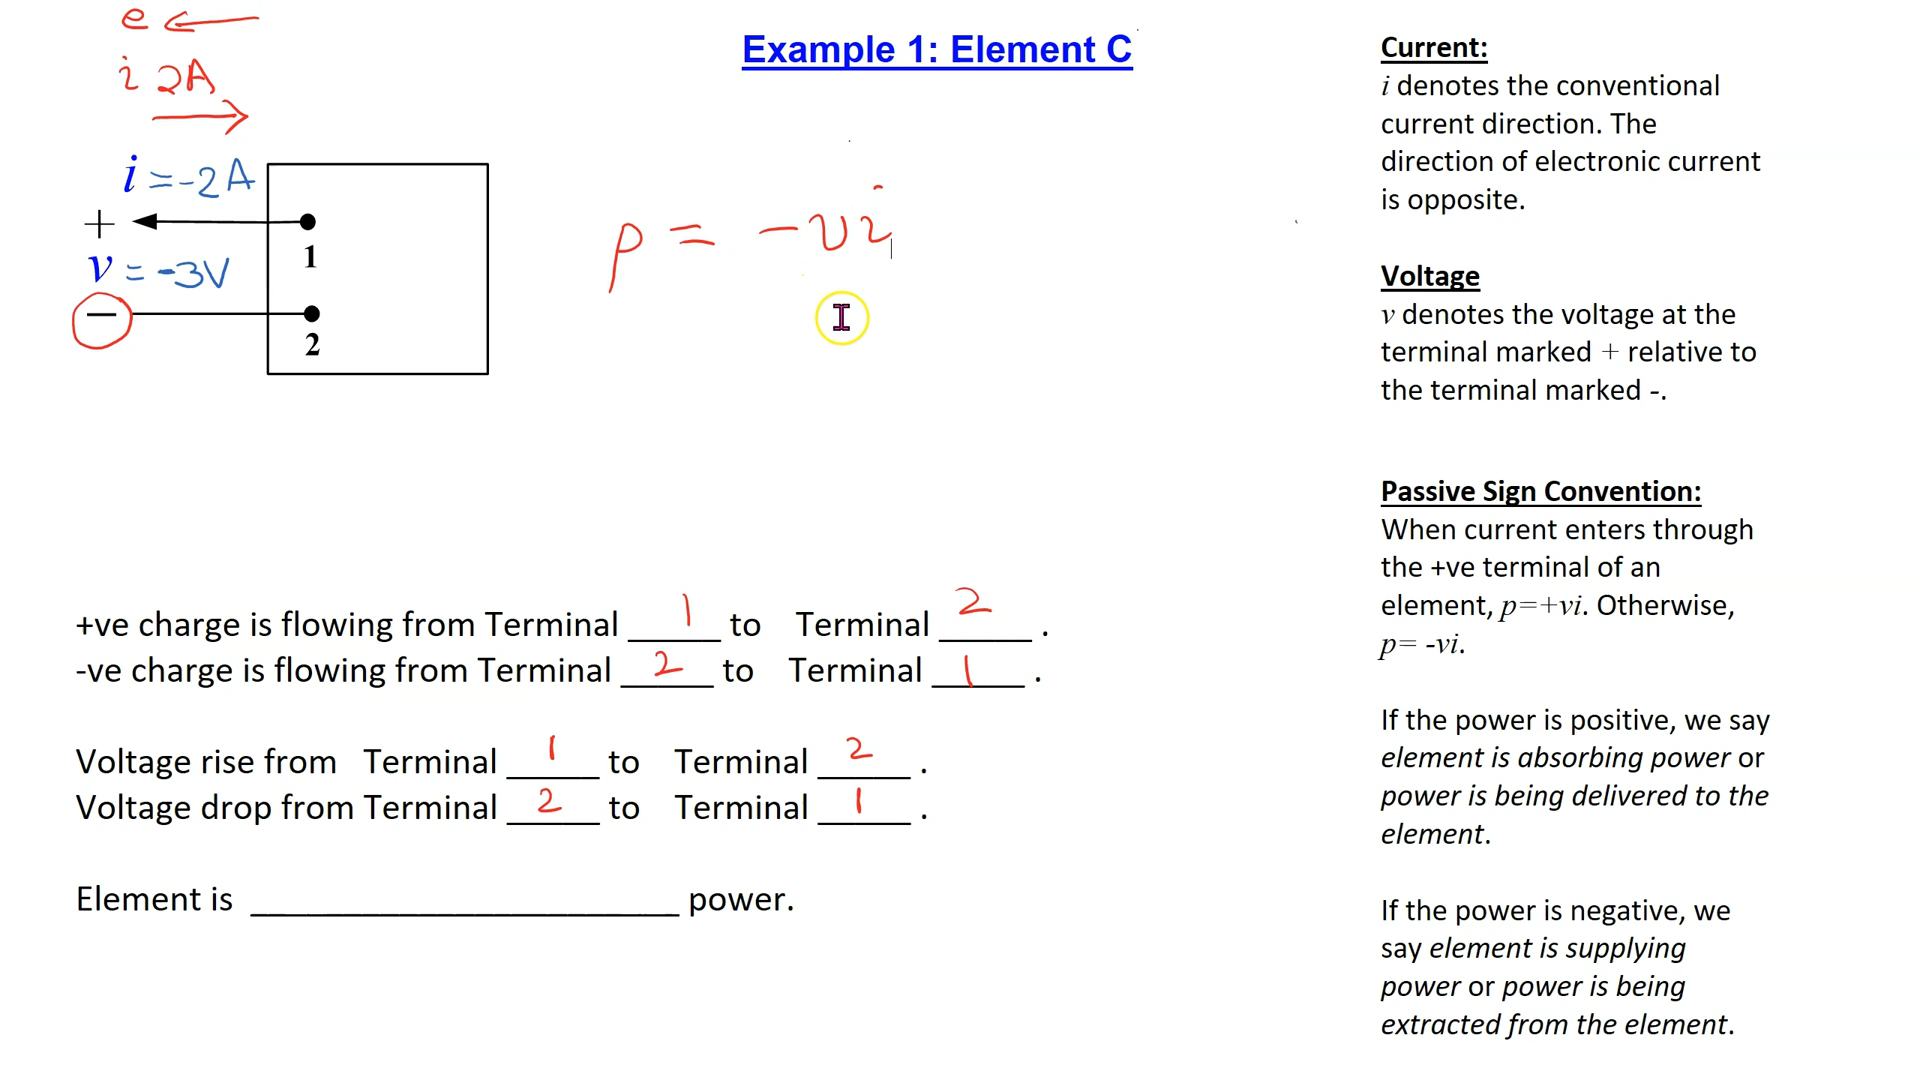 Example 1: Element C
e ←
i 2A
→
i = -2A
+
1
v = -3V
−
2
p = -vi
+ve charge is flowing from Terminal 1 to Terminal 2 .
-ve charge is flowing from Terminal 2 to Terminal 1 .
Voltage rise from Terminal 1 to Terminal 2 .
Voltage drop from Terminal 2 to Terminal 1 .
Element is ______________________ power.
Current:
i denotes the conventional
current direction. The
direction of electronic current
is opposite.
Voltage
v denotes the voltage at the
terminal marked + relative to
the terminal marked -.
Passive Sign Convention:
When current enters through
the +ve terminal of an
element, p=+vi. Otherwise,
p= -vi.
If the power is positive, we say
element is absorbing power or
power is being delivered to the
element.
If the power is negative, we
say element is supplying
power or power is being
extracted from the element.